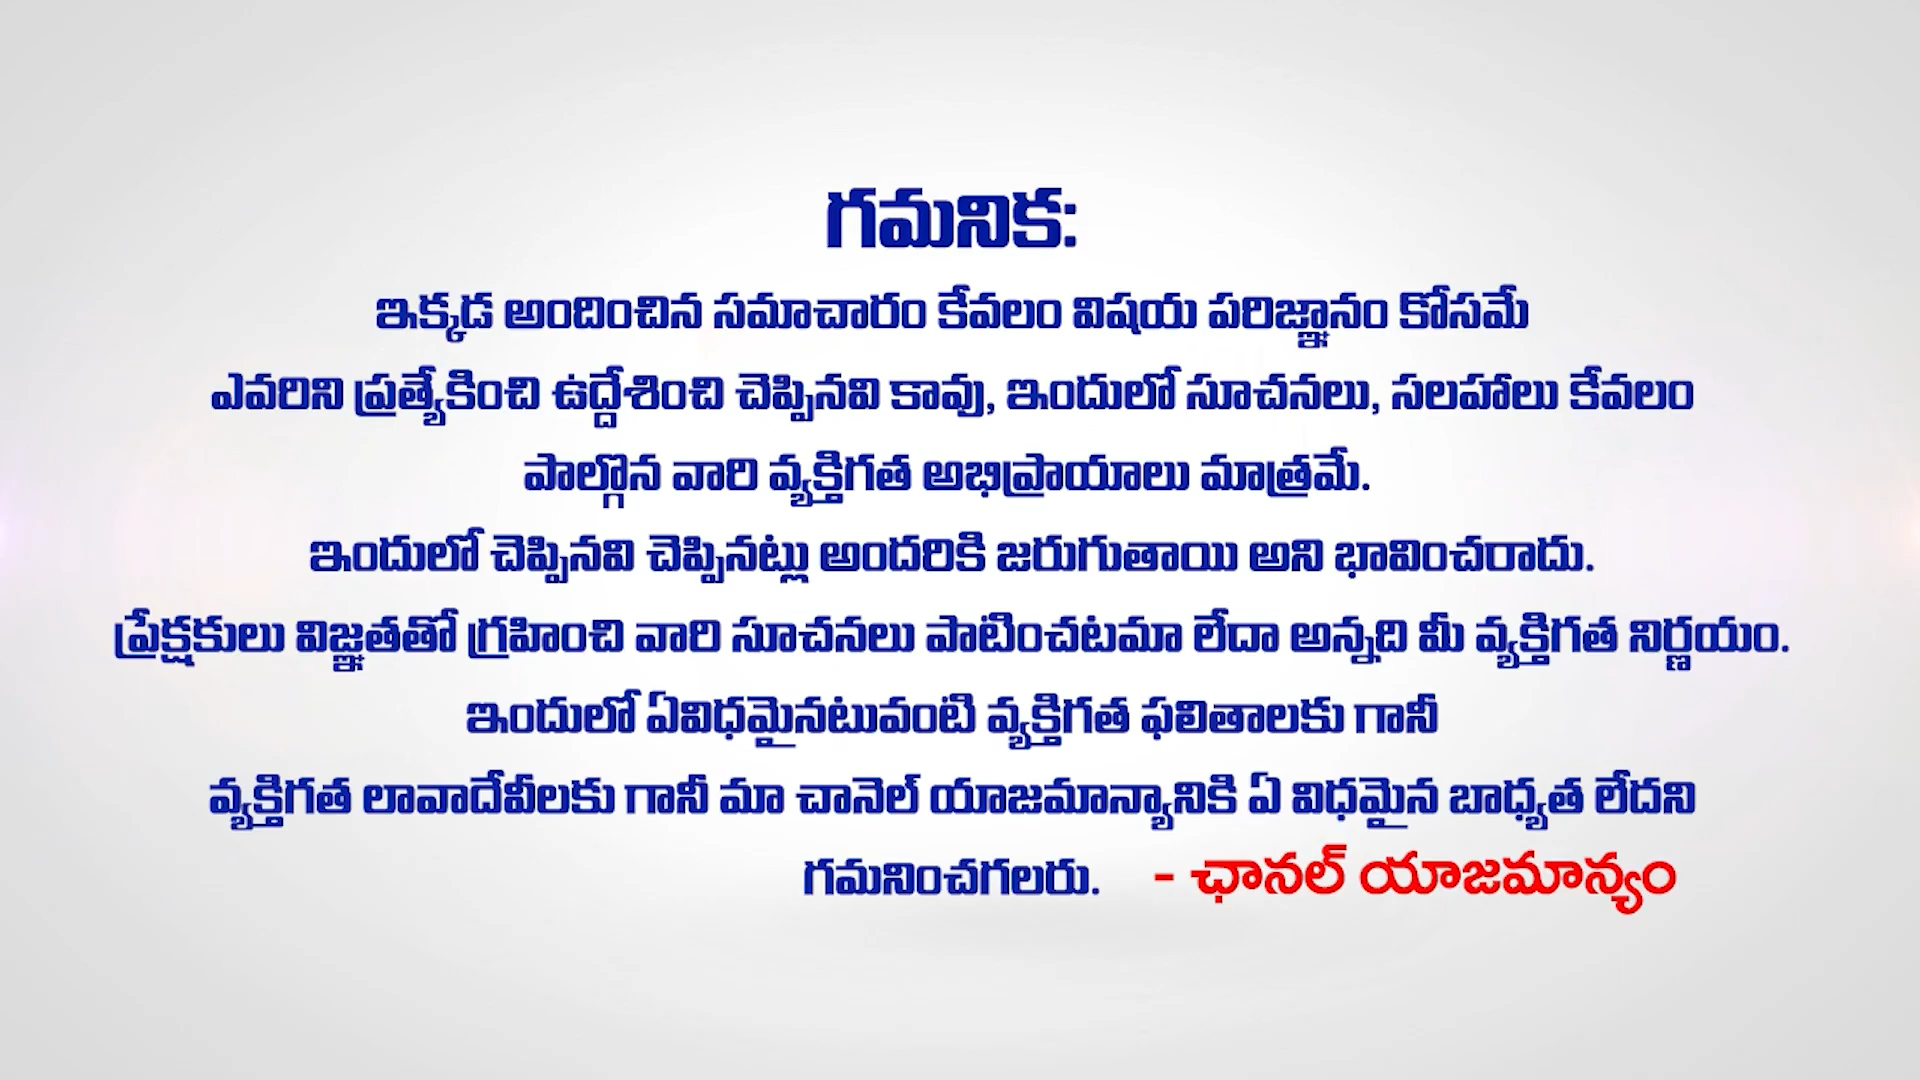 గమనిక:
ఇక్కడ అందించిన సమాచారం కేవలం విషయ పరిజ్ఞానం కోసమే
ఎవరిని ప్రత్యేకించి ఉద్దేశించి చెప్పినవి కావు, ఇందులో సూచనలు, సలహాలు కేవలం
పాల్గొన వారి వ్యక్తిగత అభిప్రాయాలు మాత్రమే.
ఇందులో చెప్పినవి చెప్పినట్లు అందరికి జరుగుతాయి అని భావించరాదు.
ప్రేక్షకులు విజ్ఞతతో గ్రహించి వారి సూచనలు పాటించటమా లేదా అన్నది మీ వ్యక్తిగత నిర్ణయం.
ఇందులో ఏవిధమైనటువంటి వ్యక్తిగత ఫలితాలకు గానీ
వ్యక్తిగత లావాదేవీలకు గానీ మా చానెల్ యాజమాన్యానికి ఏ విధమైన బాధ్యత లేదని
గమనించగలరు. - ఛానల్ యాజమాన్యం